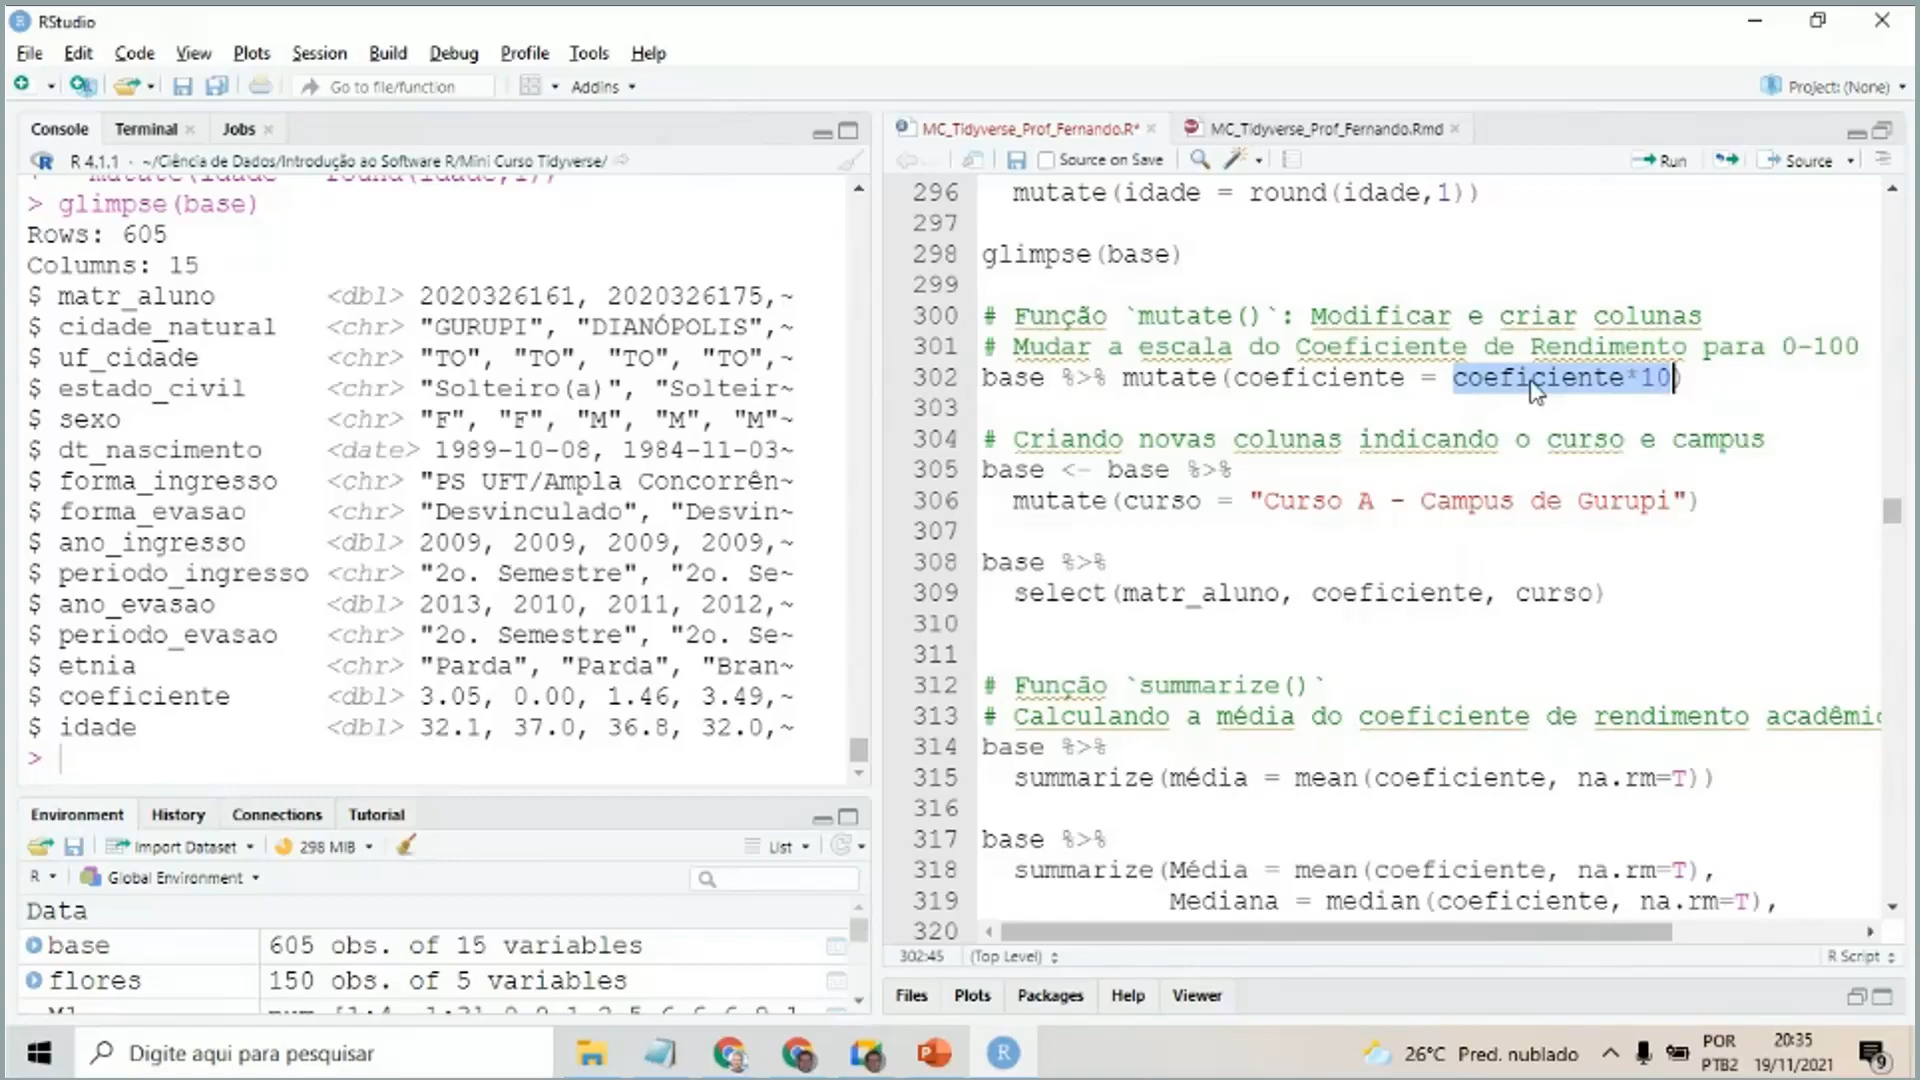 RStudio
File Edit Code View Plots Session Build Debug Profile Tools Help
Go to file/function Addins Project: (None)
Console Terminal Jobs
R 4.1.1 · ~/Ciência de Dados/Introdução ao Software R/Mini Curso Tidyverse/
> glimpse(base)
Rows: 605
Columns: 15
$ matr_aluno <dbl> 2020326161, 2020326175,~
$ cidade_natural <chr> "GURUPI", "DIANÓPOLIS",~
$ uf_cidade <chr> "TO", "TO", "TO", "TO",~
$ estado_civil <chr> "Solteiro(a)", "Solteir~
$ sexo <chr> "F", "F", "M", "M", "M"~
$ dt_nascimento <date> 1989-10-08, 1984-11-03~
$ forma_ingresso <chr> "PS UFT/Ampla Concorrên~
$ forma_evasao <chr> "Desvinculado", "Desvin~
$ ano_ingresso <dbl> 2009, 2009, 2009, 2009,~
$ periodo_ingresso <chr> "2o. Semestre", "2o. Se~
$ ano_evasao <dbl> 2013, 2010, 2011, 2012,~
$ periodo_evasao <chr> "2o. Semestre", "2o. Se~
$ etnia <chr> "Parda", "Parda", "Bran~
$ coeficiente <dbl> 3.05, 0.00, 1.46, 3.49,~
$ idade <dbl> 32.1, 37.0, 36.8, 32.0,~
>
Environment History Connections Tutorial
Import Dataset 298 MiB List
R Global Environment
Data
base 605 obs. of 15 variables
flores 150 obs. of 5 variables
MC_Tidyverse_Prof_Fernando.R* MC_Tidyverse_Prof_Fernando.Rmd
Source on Save Run Source
296 mutate(idade = round(idade,1))
297
298 glimpse(base)
299
300 # Função `mutate()`: Modificar e criar colunas
301 # Mudar a escala do Coeficiente de Rendimento para 0-100
302 base %>% mutate(coeficiente = coeficiente*10)
303
304 # Criando novas colunas indicando o curso e campus
305 base <- base %>%
306 mutate(curso = "Curso A - Campus de Gurupi")
307
308 base %>%
309 select(matr_aluno, coeficiente, curso)
310
311
312 # Função `summarize()`
313 # Calculando a média do coeficiente de rendimento acadêmic
314 base %>%
315 summarize(média = mean(coeficiente, na.rm=T))
316
317 base %>%
318 summarize(Média = mean(coeficiente, na.rm=T),
319 Mediana = median(coeficiente, na.rm=T),
320
302:45 (Top Level) R Script
Files Plots Packages Help Viewer
Digite aqui para pesquisar
26°C Pred. nublado
POR
PTB2
20:35
19/11/2021
9